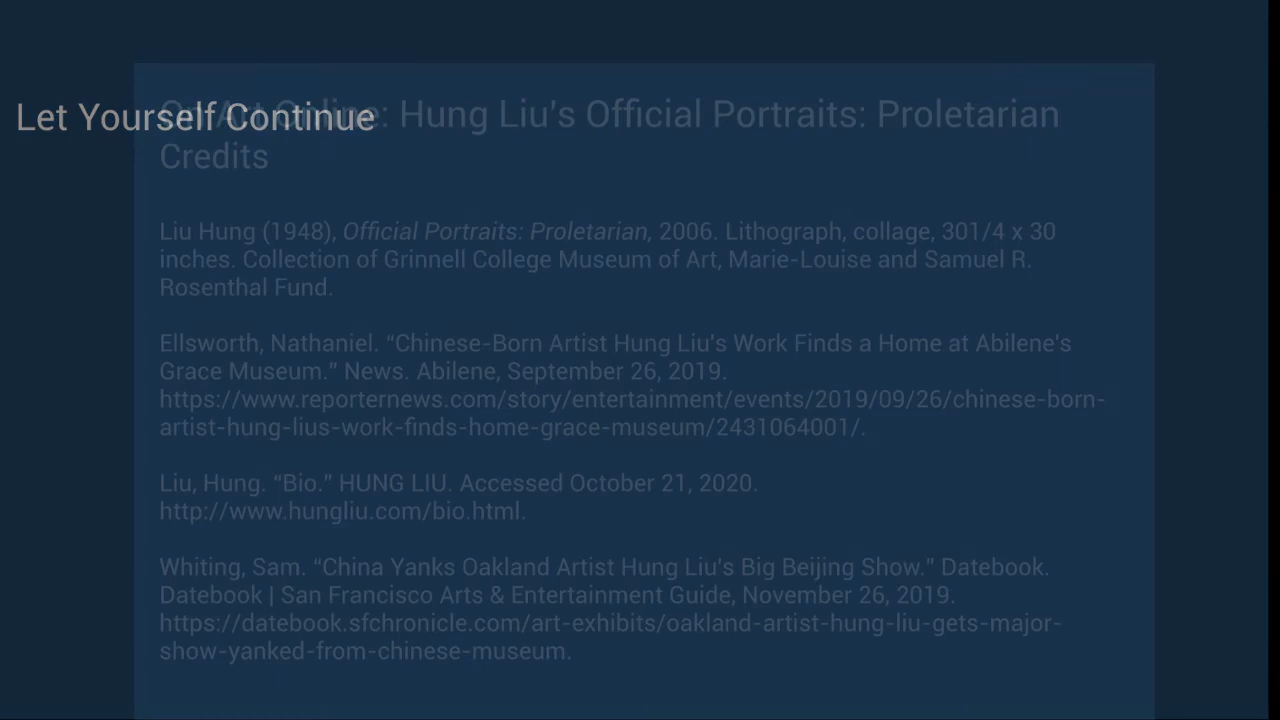 Let Yourself Continue
On Art Online: Hung Liu's Official Portraits: Proletarian
Credits
Liu Hung (1948), Official Portraits: Proletarian, 2006. Lithograph, collage, 301/4 x 30
inches. Collection of Grinnell College Museum of Art, Marie-Louise and Samuel R.
Rosenthal Fund.
Ellsworth, Nathaniel. “Chinese-Born Artist Hung Liu's Work Finds a Home at Abilene's
Grace Museum.” News. Abilene, September 26, 2019.
https://www.reporternews.com/story/entertainment/events/2019/09/26/chinese-born-
artist-hung-lius-work-finds-home-grace-museum/2431064001/.
Liu, Hung. “Bio.” HUNG LIU. Accessed October 21, 2020.
http://www.hungliu.com/bio.html.
Whiting, Sam. “China Yanks Oakland Artist Hung Liu's Big Beijing Show.” Datebook.
Datebook | San Francisco Arts & Entertainment Guide, November 26, 2019.
https://datebook.sfchronicle.com/art-exhibits/oakland-artist-hung-liu-gets-major-
show-yanked-from-chinese-museum.